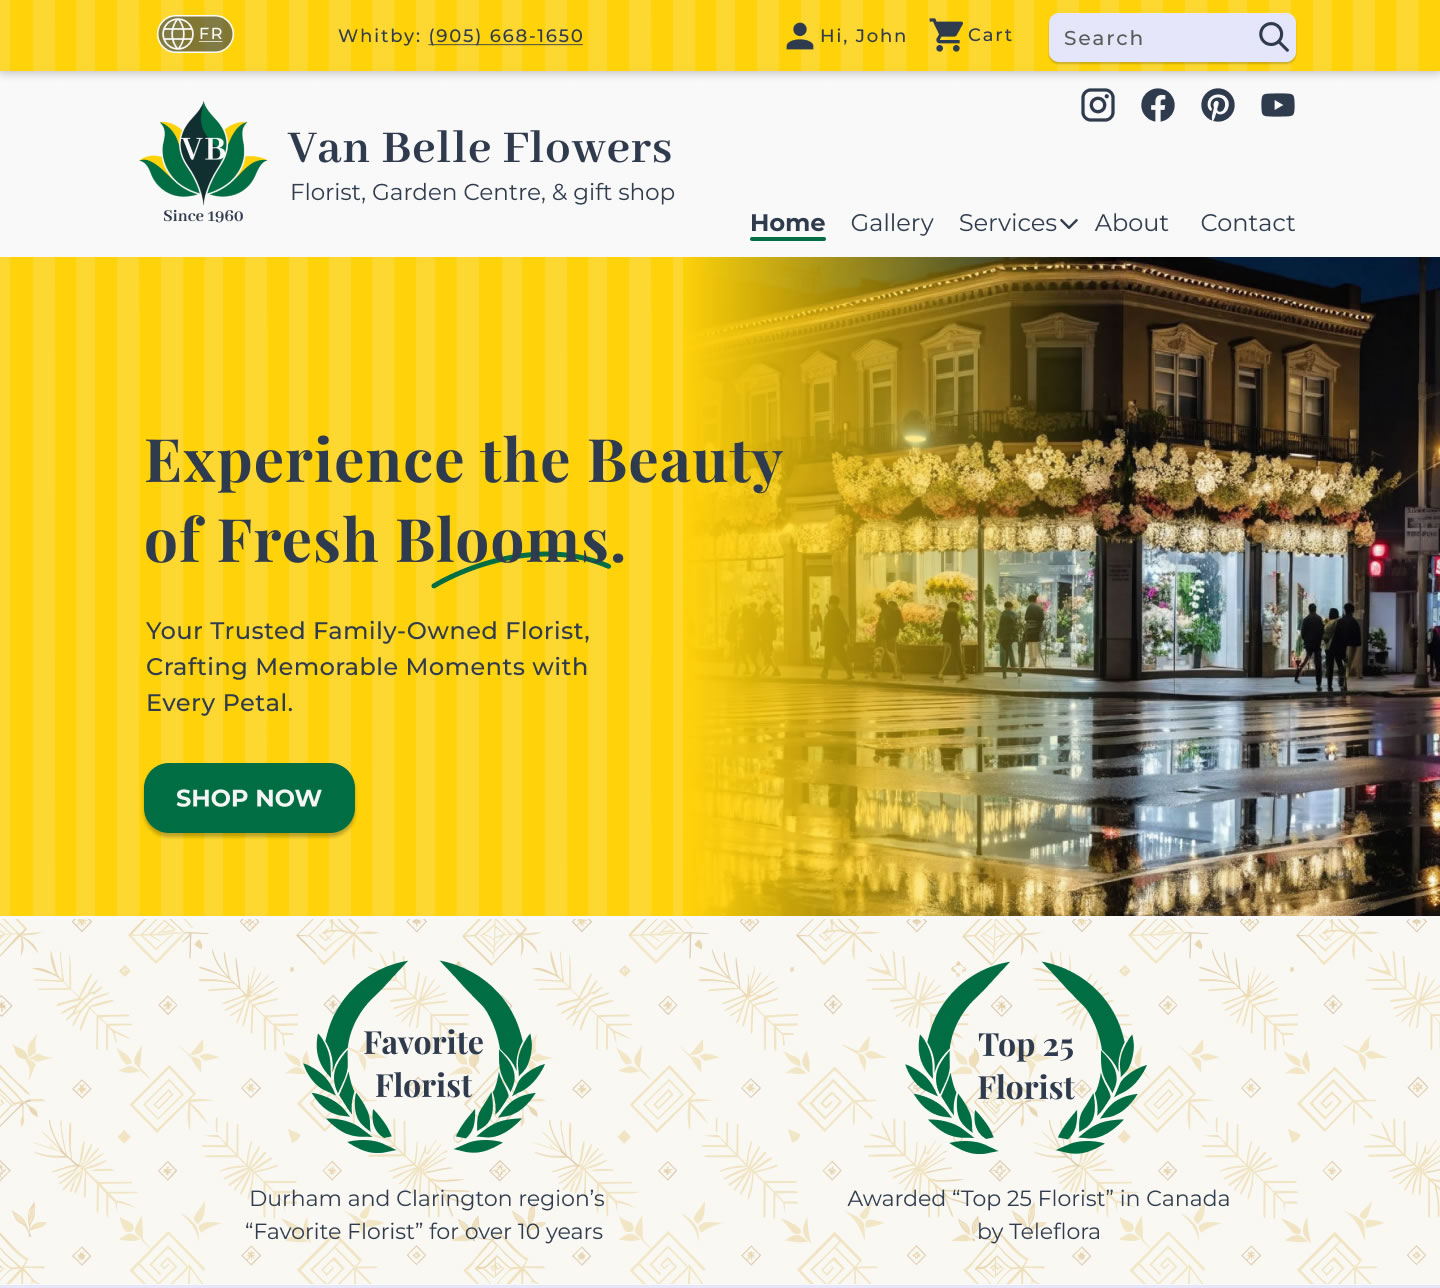 FR
Whitby: (905) 668-1650
Hi, John
Cart
Search
VB
Since 1960
Van Belle Flowers
Florist, Garden Centre, & gift shop
Home
Gallery
Services
About
Contact
Experience the Beauty
of Fresh Blooms.
Your Trusted Family-Owned Florist,
Crafting Memorable Moments with
Every Petal.
SHOP NOW
Favorite
Florist
Durham and Clarington region’s
“Favorite Florist” for over 10 years
Top 25
Florist
Awarded “Top 25 Florist” in Canada
by Teleflora